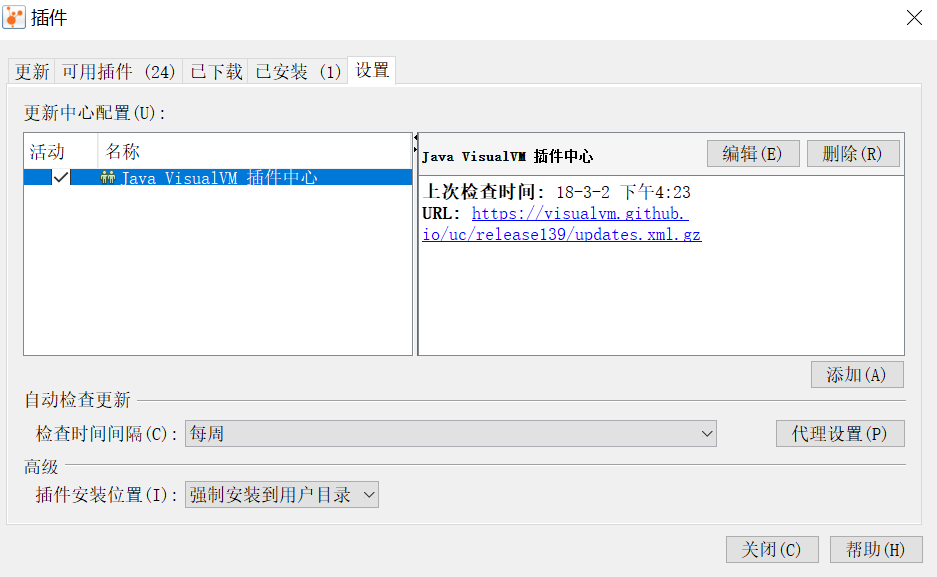 插件
更新 可用插件 (24) 已下载 已安装 (1) 设置
更新中心配置(U):
活动 名称
Java VisualVM 插件中心
Java VisualVM 插件中心 编辑(E) 删除(R)
上次检查时间: 18-3-2 下午4:23
URL: https://visualvm.github.
io/uc/release139/updates.xml.gz
添加(A)
自动检查更新
检查时间间隔(C): 每周 代理设置(P)
高级
插件安装位置(I): 强制安装到用户目录
关闭(C) 帮助(H)